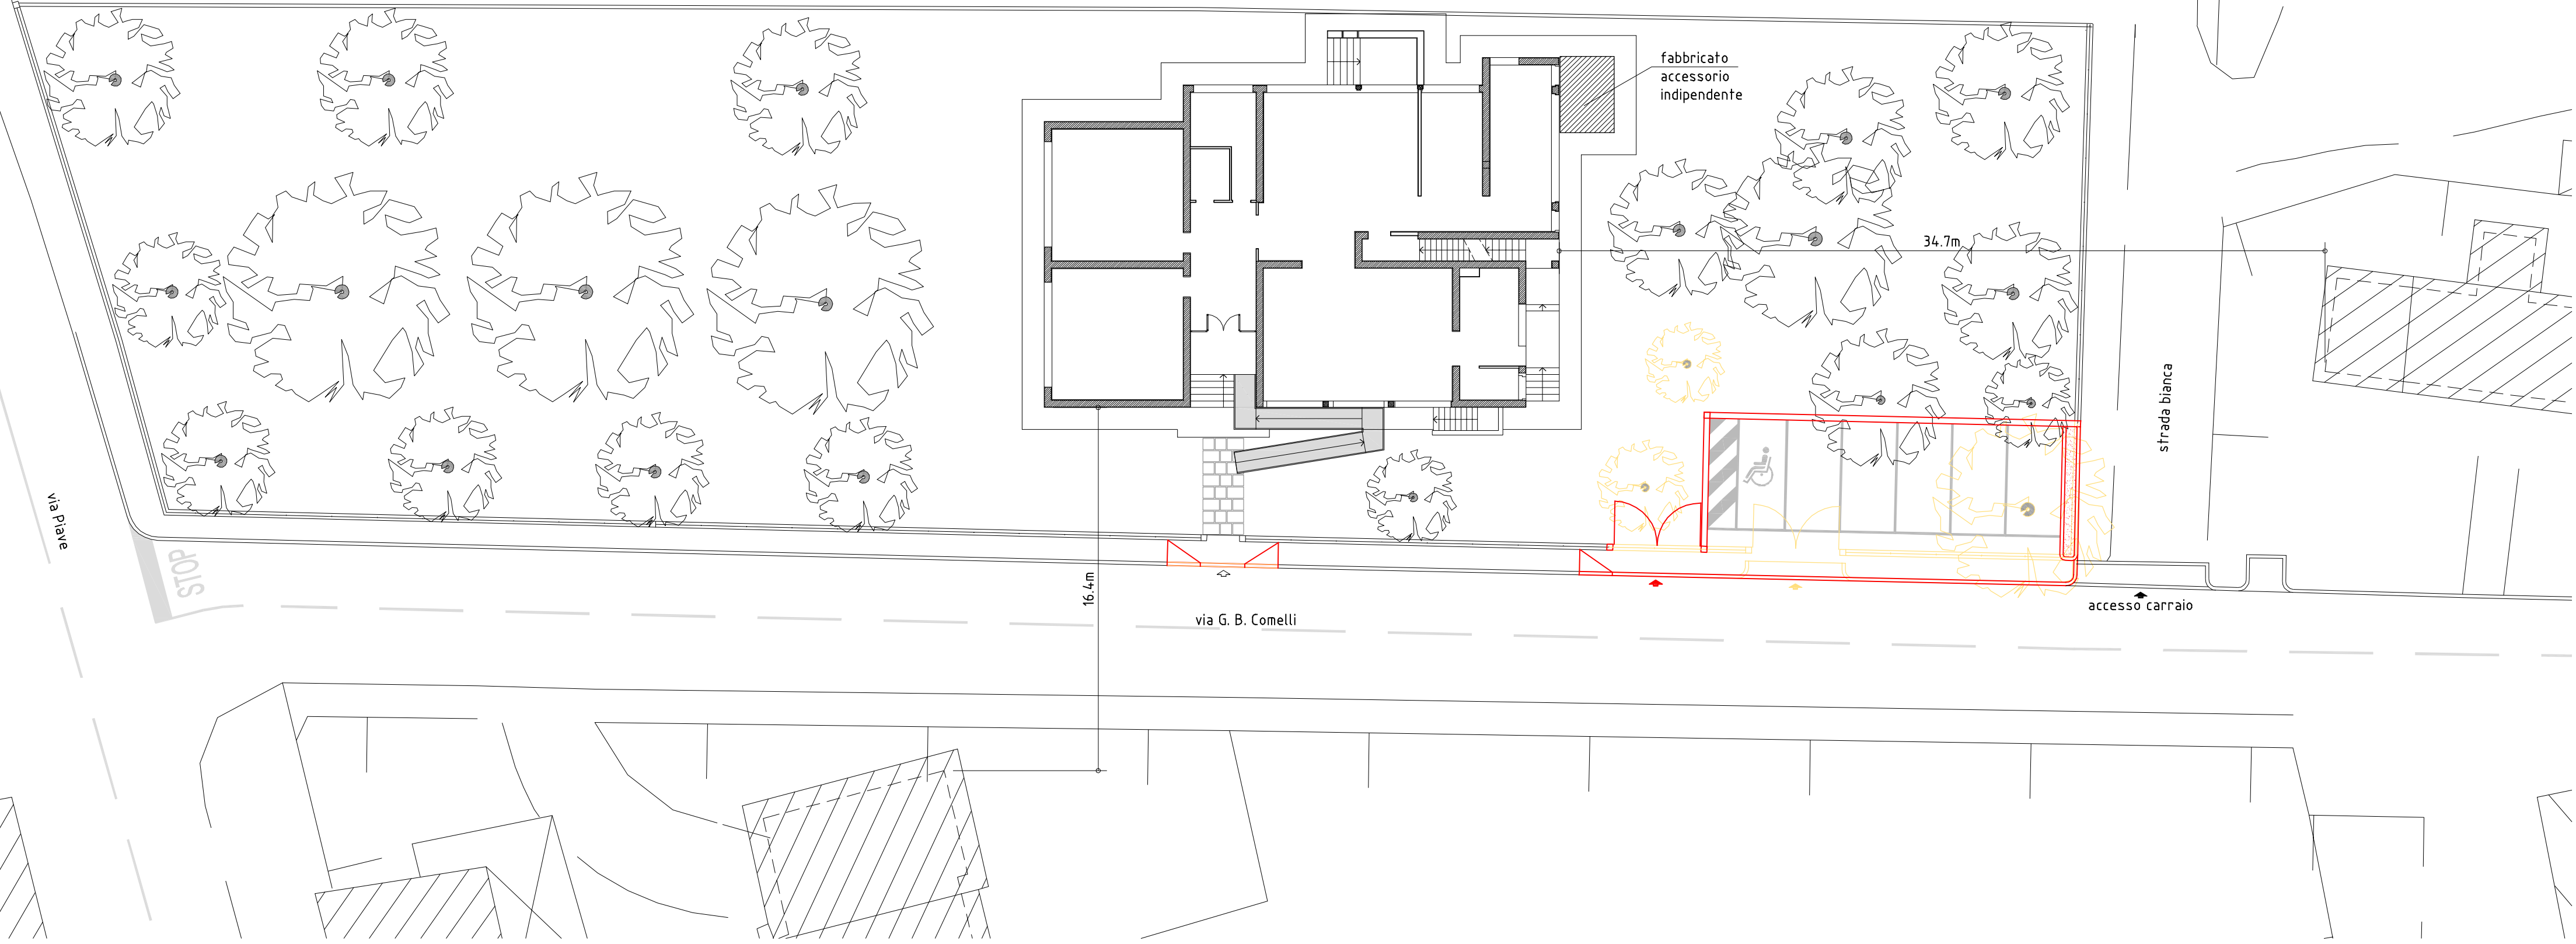 fabbricato
accessorio
indipendente
34.7m
strada bianca
via Piave
STOP
16.4m
via G. B. Comelli
accesso carraio